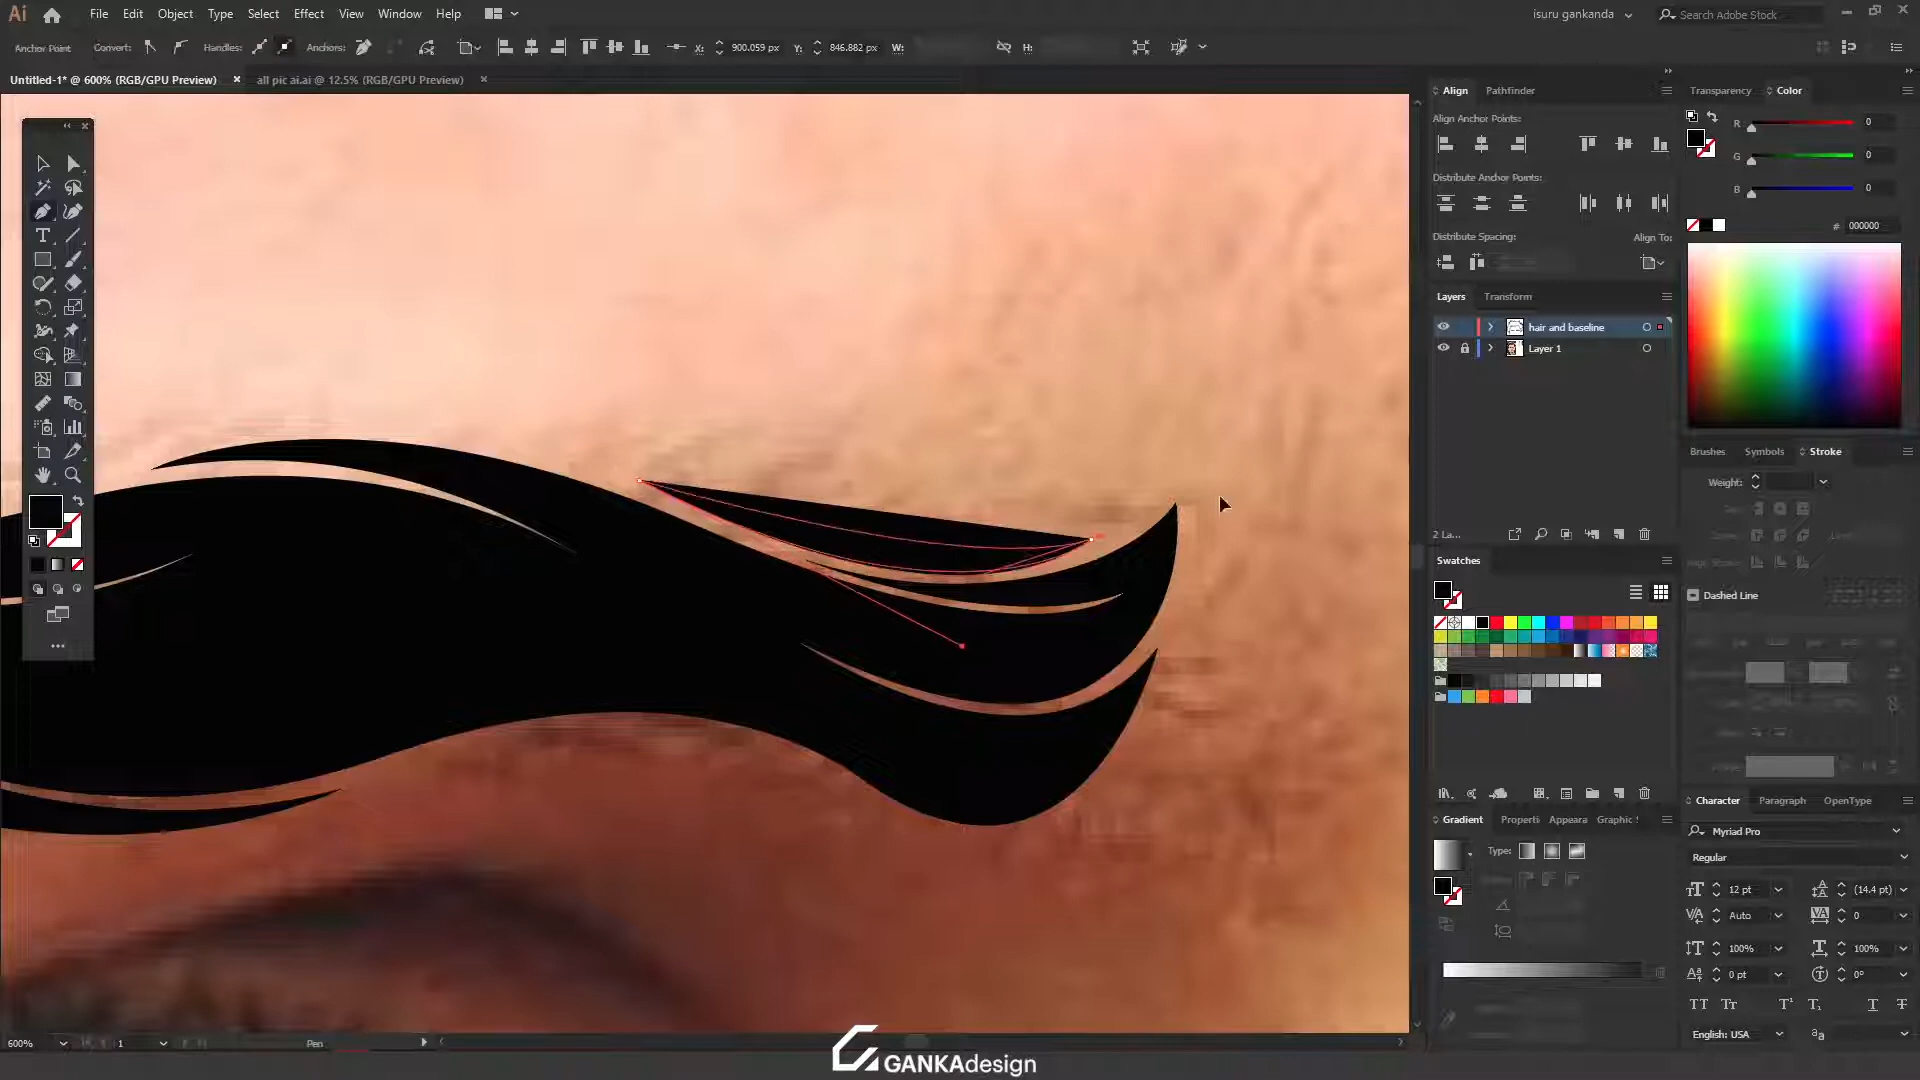 Ai File Edit Object Type Select Effect View Window Help isuru gankanda Search Adobe Stock
Anchor Point Convert: Handles: Anchors: X: 900.059 px Y: 846.882 px W: H:
Untitled-1* @ 600% (RGB/GPU Preview) × all pic ai.ai @ 12.5% (RGB/GPU Preview) ×
Align Pathfinder
Align Anchor Points:
Distribute Anchor Points:
Distribute Spacing: Align To:
Layers Transform
hair and baseline
Layer 1
2 La...
Swatches
Gradient Properti Appeara Graphic S
Type:
Transparency Color
R 0
G 0
B 0
# 000000
Brushes Symbols Stroke
Weight:
Dashed Line
Character Paragraph OpenType
Myriad Pro
Regular
12 pt (14.4 pt)
Auto 0
100% 100%
0 pt 0°
English: USA
600% 1 Pen
GANKAdesign